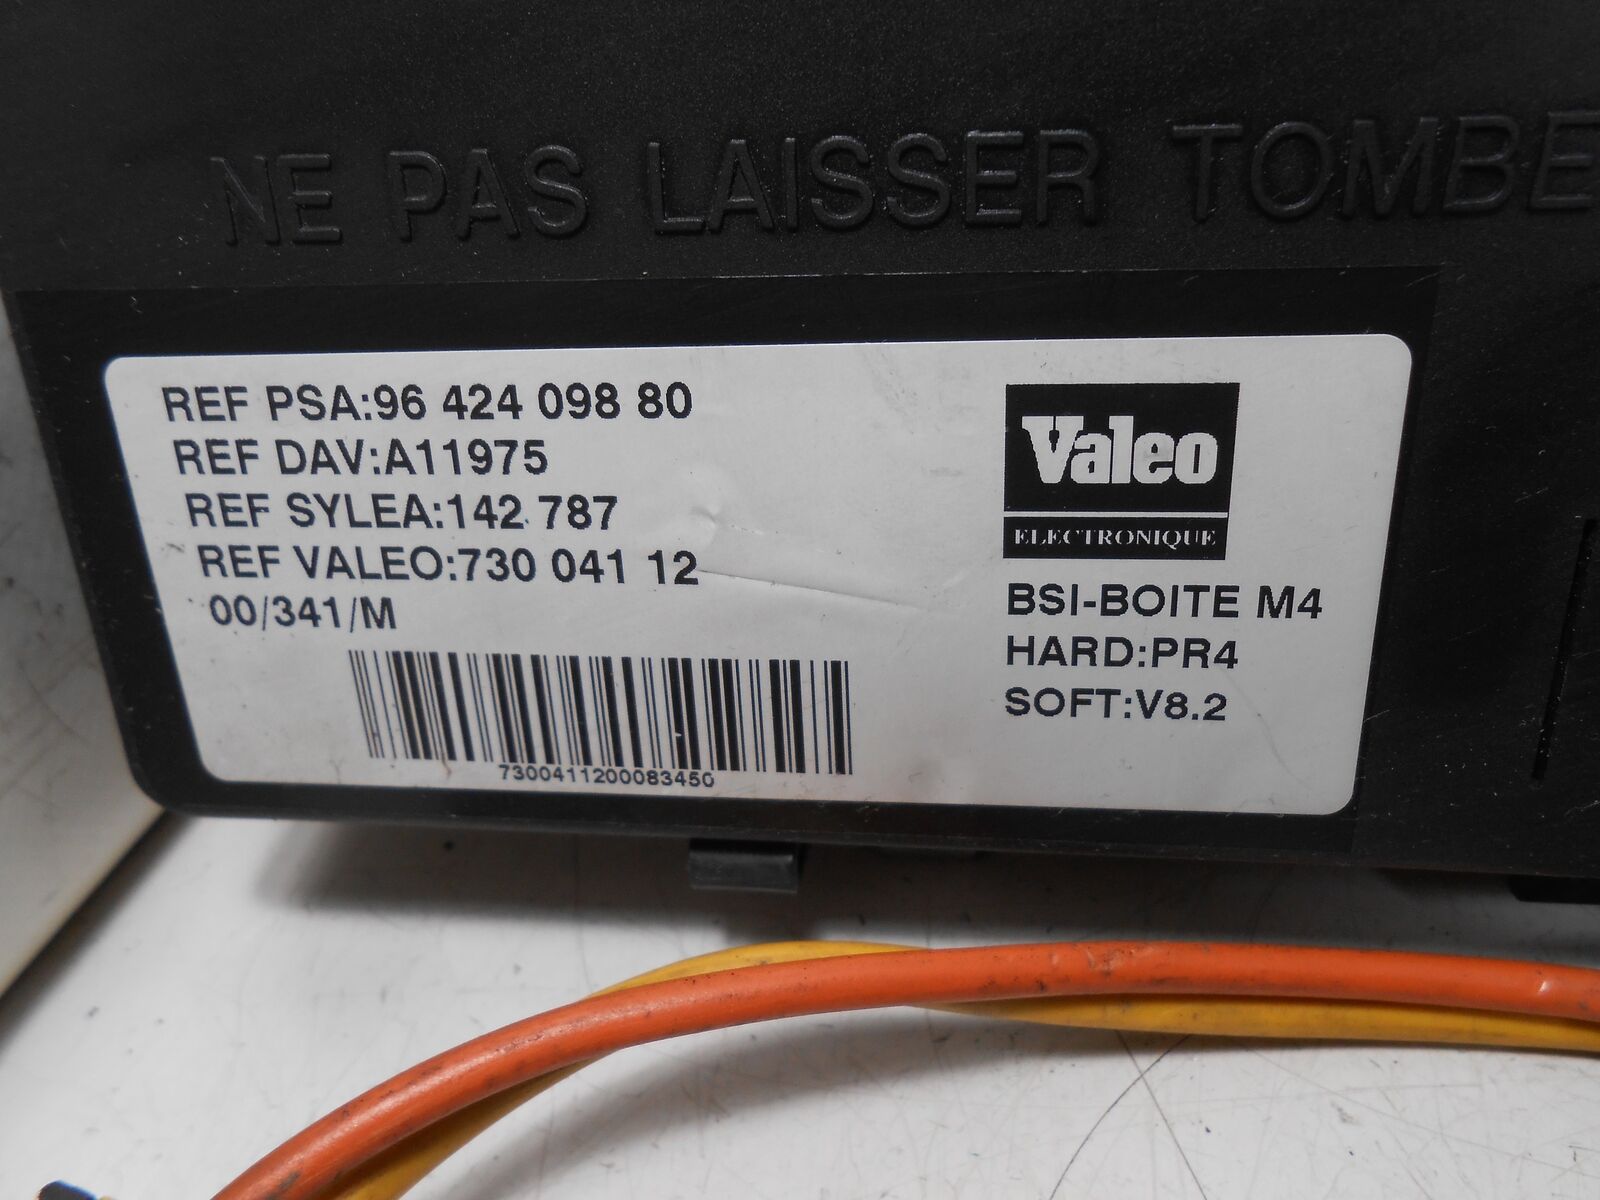 NE PAS LAISSER TOMBE
REF PSA:96 424 098 80
REF DAV:A11975
REF SYLEA:142 787
REF VALEO:730 041 12
00/341/M
7300411200083450
Valeo
ELECTRONIQUE
BSI-BOITE M4
HARD:PR4
SOFT:V8.2